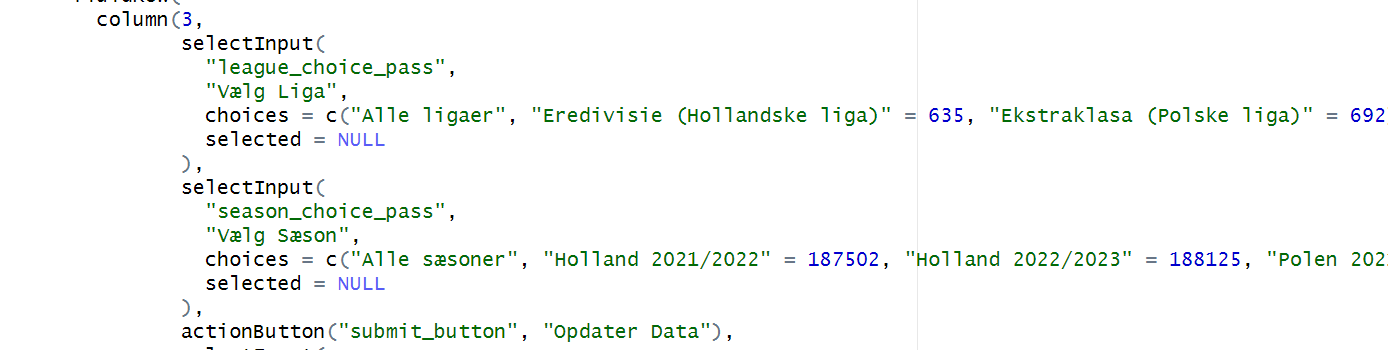 column(3,
selectInput(
"league_choice_pass",
"Vælg Liga",
choices = c("Alle ligaer", "Eredivisie (Hollandske liga)" = 635, "Ekstraklasa (Polske liga)" = 692
selected = NULL
),
selectInput(
"season_choice_pass",
"Vælg Sæson",
choices = c("Alle sæsoner", "Holland 2021/2022" = 187502, "Holland 2022/2023" = 188125, "Polen 202
selected = NULL
),
actionButton("submit_button", "Opdater Data"),